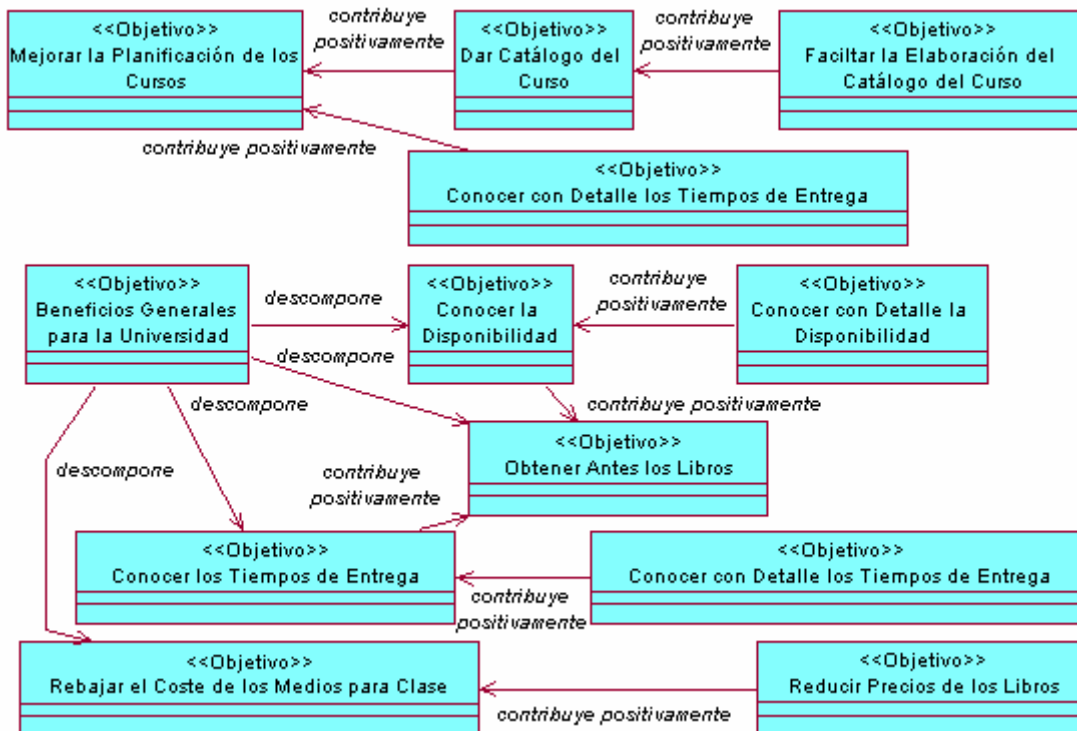 <<Objetivo>>
Mejorar la Planificación de los
Cursos
contribuye
positivamente
<<Objetivo>>
Dar Catálogo del
Curso
contribuye
positivamente
<<Objetivo>>
Faciltar la Elaboración del
Catálogo del Curso
contribuye positivamente
<<Objetivo>>
Conocer con Detalle los Tiempos de Entrega
<<Objetivo>>
Beneficios Generales
para la Universidad
descompone
<<Objetivo>>
Conocer la
Disponibilidad
contribuye
positivamente
<<Objetivo>>
Conocer con Detalle la
Disponibilidad
descompone
descompone
contribuye positivamente
<<Objetivo>>
Obtener Antes los Libros
descompone
contribuye
positivamente
<<Objetivo>>
Conocer los Tiempos de Entrega
contribuye
positivamente
<<Objetivo>>
Conocer con Detalle los Tiempos de Entrega
<<Objetivo>>
Rebajar el Coste de los Medios para Clase
contribuye positivamente
<<Objetivo>>
Reducir Precios de los Libros